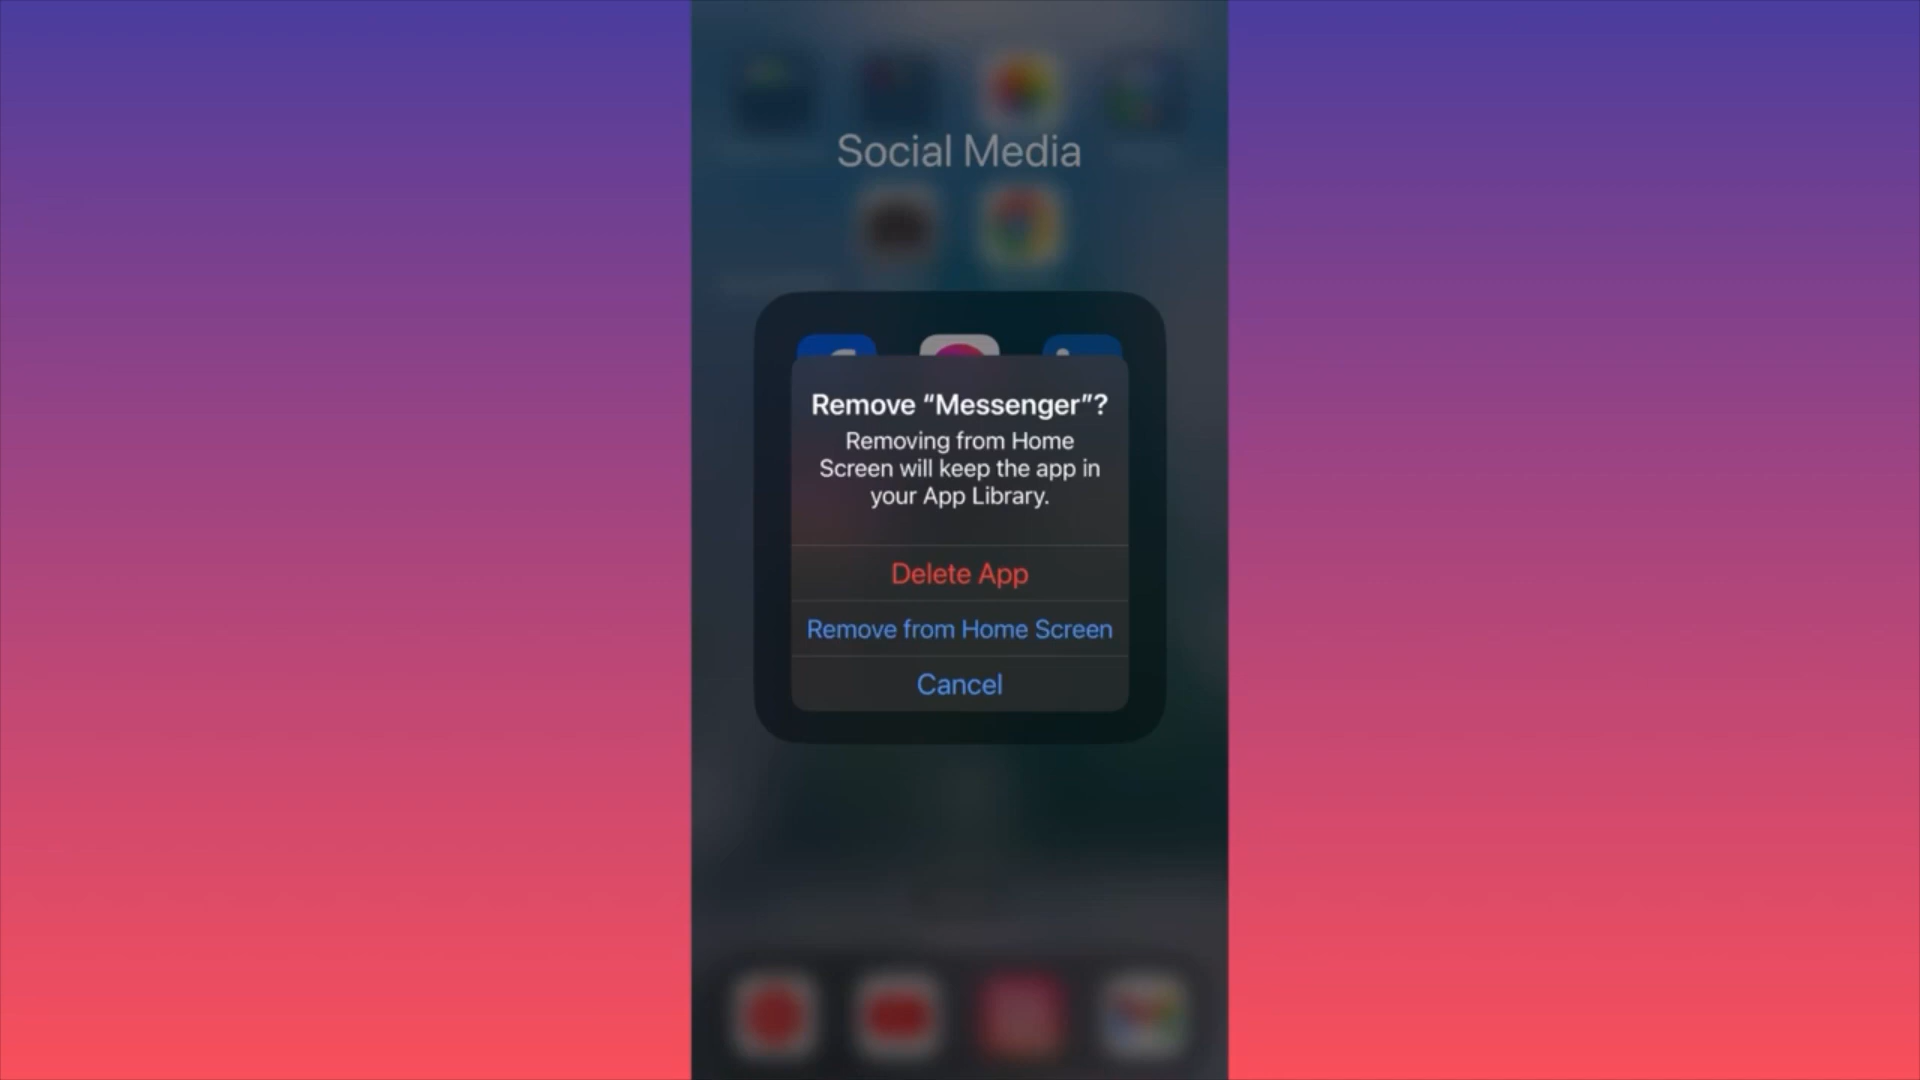 Social Media
Remove “Messenger”?
Removing from Home
Screen will keep the app in
your App Library.
Delete App
Remove from Home Screen
Cancel